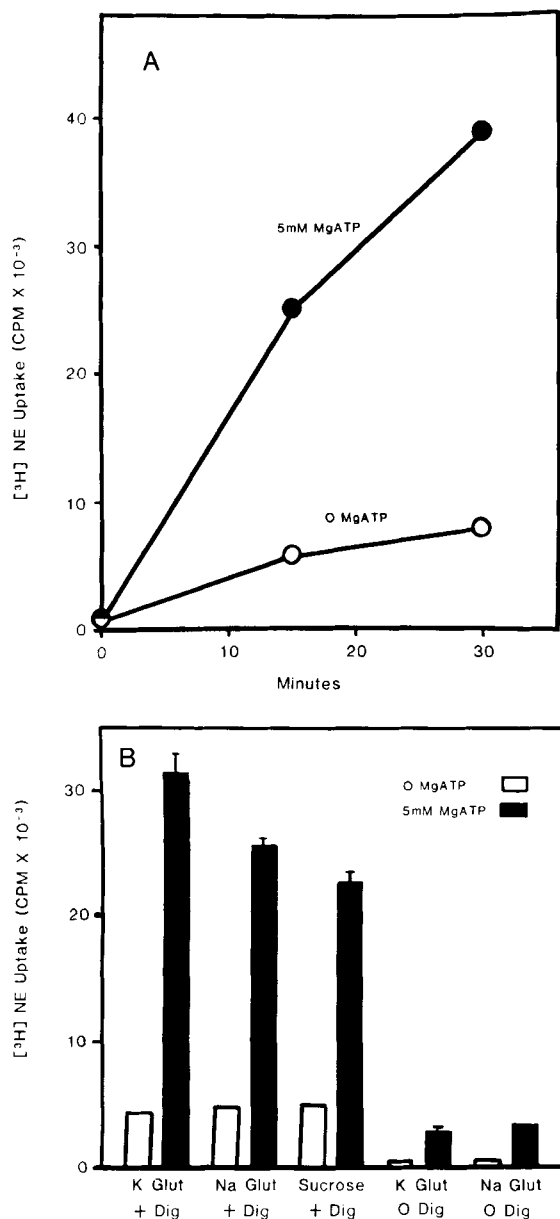 A
40
30
20
10
0
[³H] NE Uptake (CPM X 10⁻³)
5mM MgATP
O MgATP
0 10 20 30
Minutes
B
O MgATP
5mM MgATP
30
20
10
0
[³H] NE Uptake (CPM X 10⁻³)
K Glut Na Glut Sucrose K Glut Na Glut
+ Dig + Dig + Dig O Dig O Dig